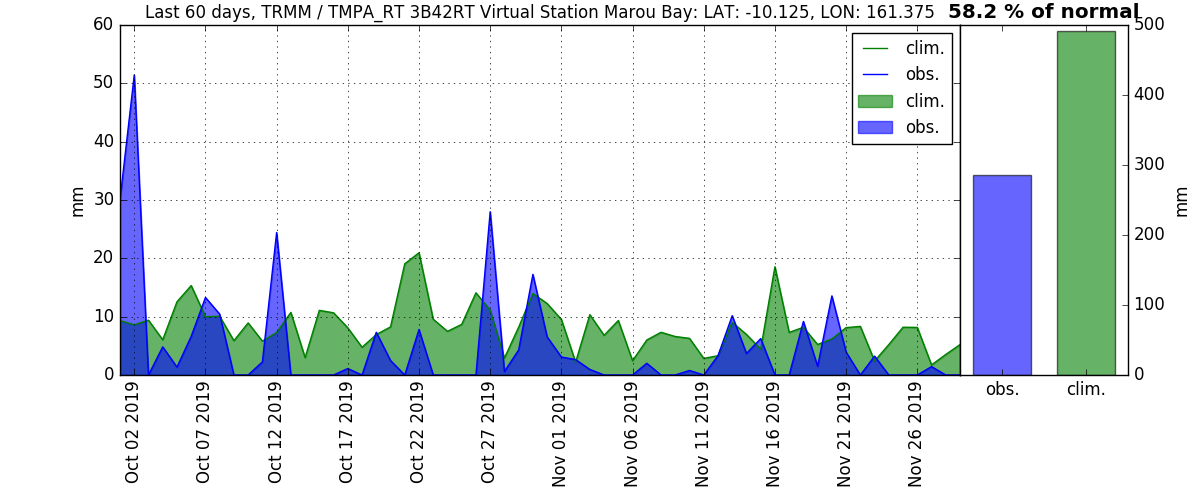 Last 60 days, TRMM / TMPA_RT 3B42RT Virtual Station Marou Bay: LAT: -10.125, LON: 161.375
58.2 % of normal
60
50
40
30
20
10
0
mm
clim.
obs.
clim.
obs.
Oct 02 2019
Oct 07 2019
Oct 12 2019
Oct 17 2019
Oct 22 2019
Oct 27 2019
Nov 01 2019
Nov 06 2019
Nov 11 2019
Nov 16 2019
Nov 21 2019
Nov 26 2019
500
400
300
200
100
0
mm
obs.
clim.